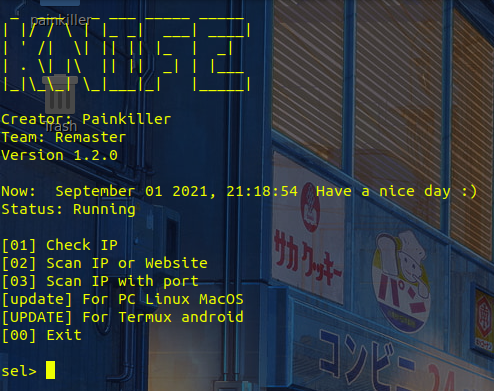 painkiller
Trash
Creator: Painkiller
Team: Remaster
Version 1.2.0
Now:  September 01 2021, 21:18:54  Have a nice day :)
Status: Running
[01] Check IP
[02] Scan IP or Website
[03] Scan IP with port
[update] For PC Linux MacOS
[UPDATE] For Termux android
[00] Exit
sel>
サカクッキー
パン
コンビニ 24